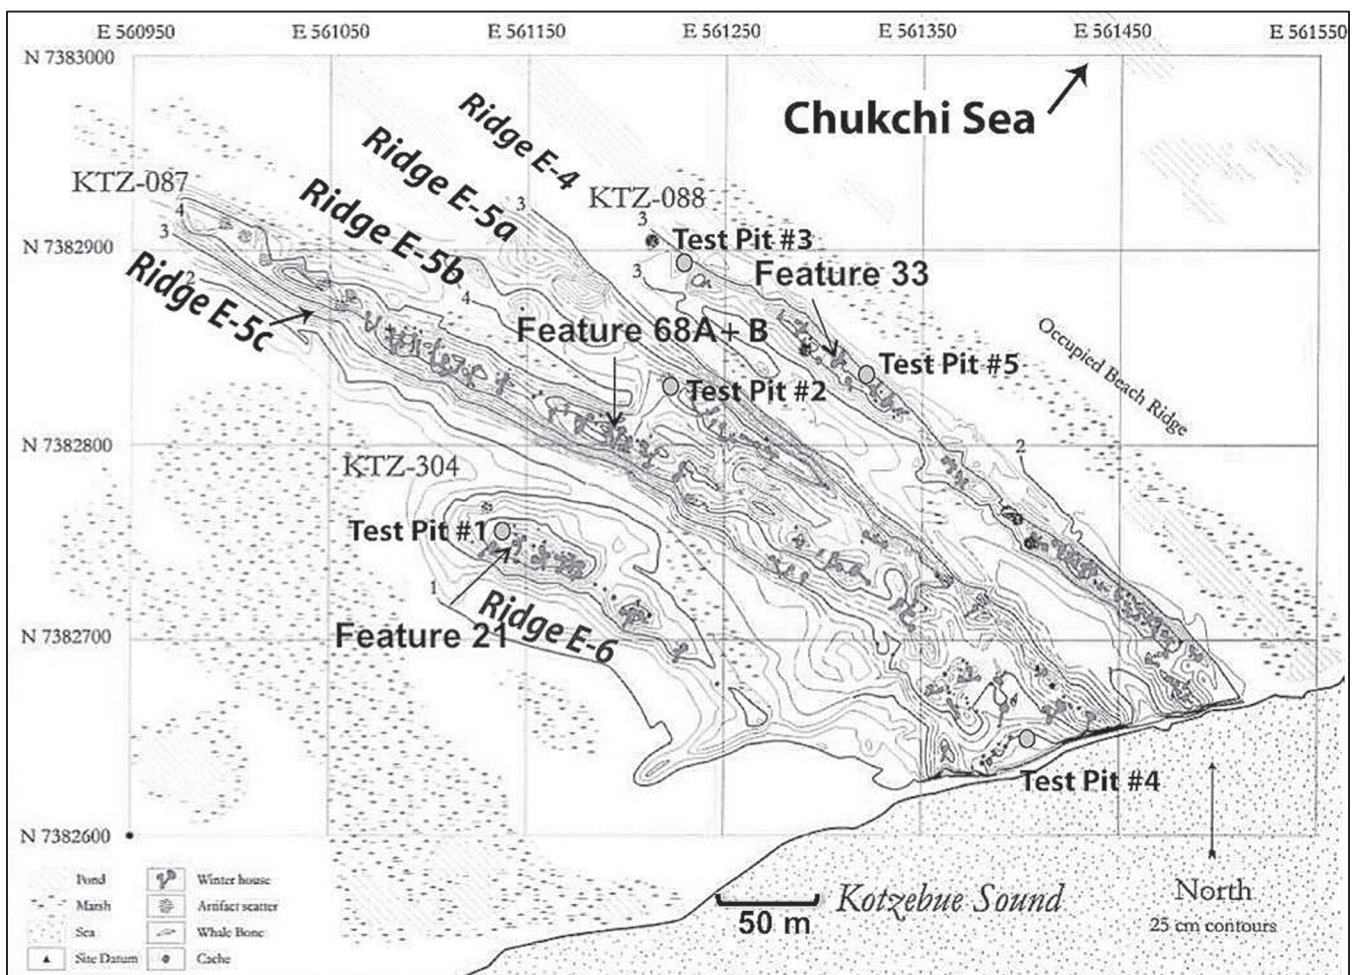 E 560950 E 561050 E 561150 E 561250 E 561350 E 561450 E 561550
N 7383000
Chukchi Sea
Ridge E-4
Ridge E-5a
KTZ-087
Ridge E-5b
KTZ-088
3
3
4
3
Test Pit #3
N 7382900
Ridge E-5c
2
3
Feature 33
4
Feature 68A+ B
Occupied Beach Ridge
Test Pit #5
Test Pit #2
N 7382800
2
KTZ-304
Test Pit #1
1
Ridge E-6
Feature 21
N 7382700
Test Pit #4
N 7382600
Pond
Winter house
Marsh
Artifact scatter
Sea
Whale Bone
Site Datum
Cache
50 m
Kotzebue Sound
North
25 cm contours